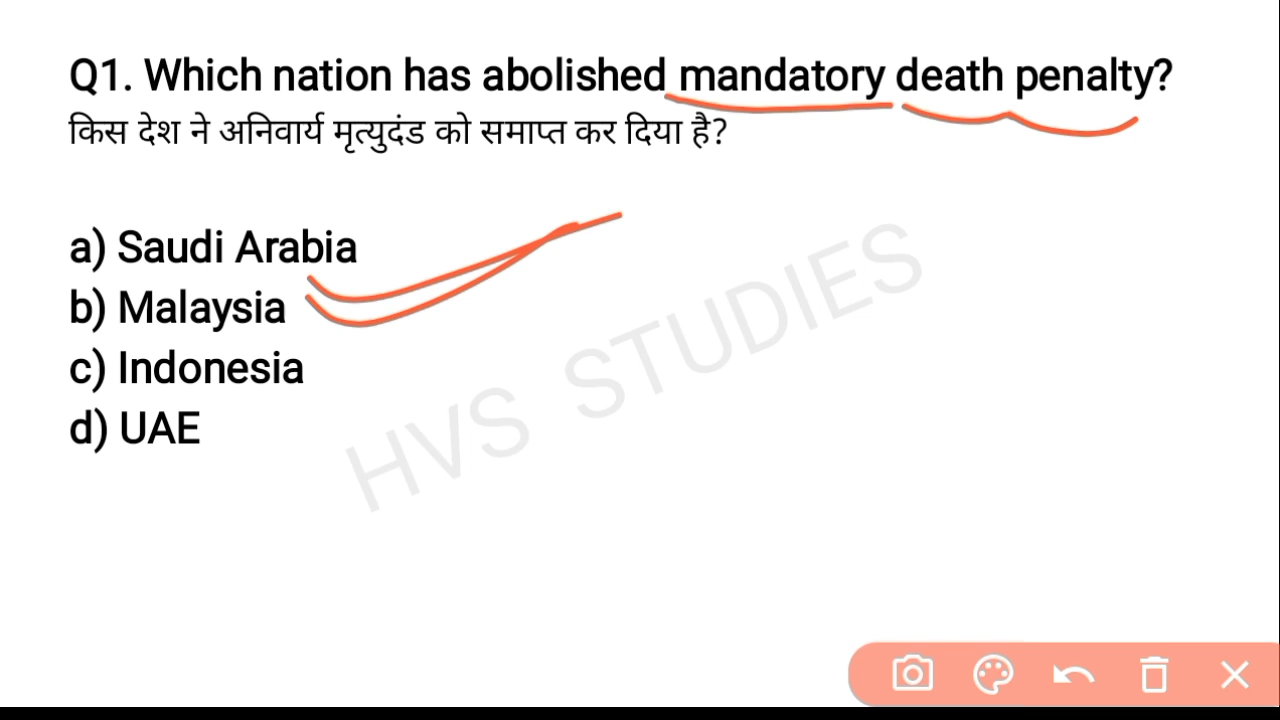 Q1. Which nation has abolished mandatory death penalty?
किस देश ने अनिवार्य मृत्युदंड को समाप्त कर दिया है?
a) Saudi Arabia
b) Malaysia
c) Indonesia
d) UAE
HVS STUDIES